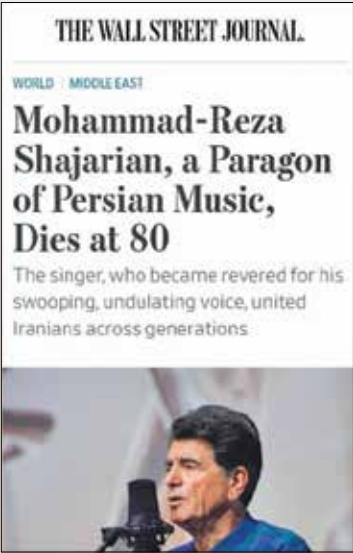 THE WALL STREET JOURNAL.
WORLD | MIDDLE EAST
Mohammad-Reza
Shajarian, a Paragon
of Persian Music,
Dies at 80
The singer, who became revered for his
swooping, undulating voice, united
Iranians across generations